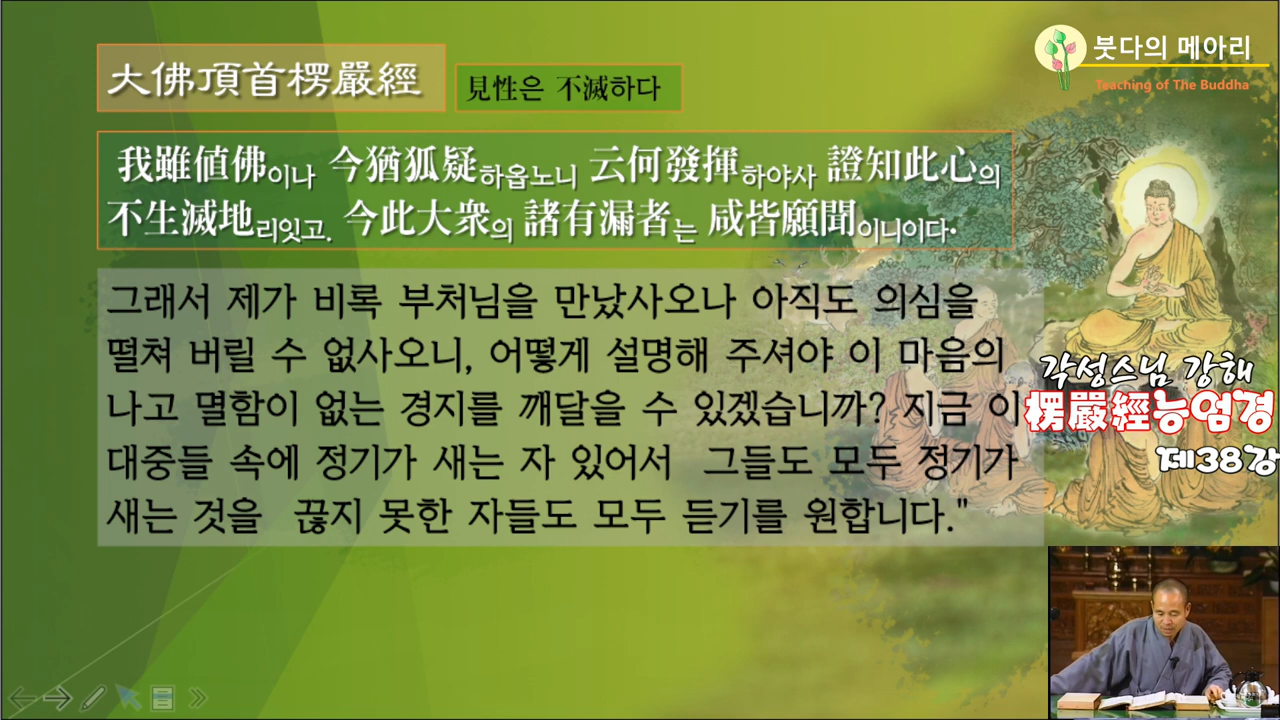 大佛頂首楞嚴經
見性은 不滅하다
붓다의 메아리
Teaching of The Buddha
我雖値佛이나 今猶狐疑하옵노니 云何發揮하야사 證知此心의
不生滅地리잇고. 今此大衆의 諸有漏者는 咸皆願聞이니이다.
그래서 제가 비록 부처님을 만났사오나 아직도 의심을
떨쳐 버릴 수 없사오니, 어떻게 설명해 주셔야 이 마음의
나고 멸함이 없는 경지를 깨달을 수 있겠습니까? 지금 이
대중들 속에 정기가 새는 자 있어서 그들도 모두 정기가
새는 것을 끊지 못한 자들도 모두 듣기를 원합니다."
각성스님 강해
楞嚴經능엄경
제38강